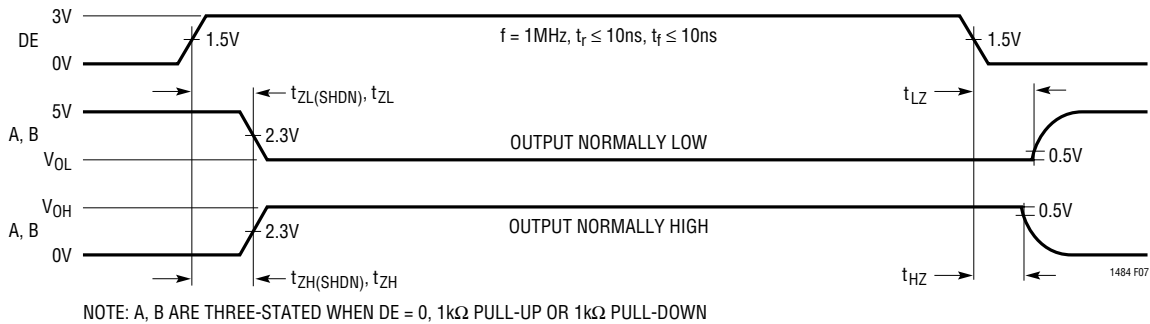 3V
DE
1.5V
f = 1MHz, tr ≤ 10ns, tf ≤ 10ns
1.5V
0V
tZL(SHDN), tZL
tLZ
5V
A, B
2.3V
OUTPUT NORMALLY LOW
VOL
0.5V
VOH
A, B
2.3V
OUTPUT NORMALLY HIGH
0.5V
0V
tZH(SHDN), tZH
tHZ
1484 F07
NOTE: A, B ARE THREE-STATED WHEN DE = 0, 1kΩ PULL-UP OR 1kΩ PULL-DOWN